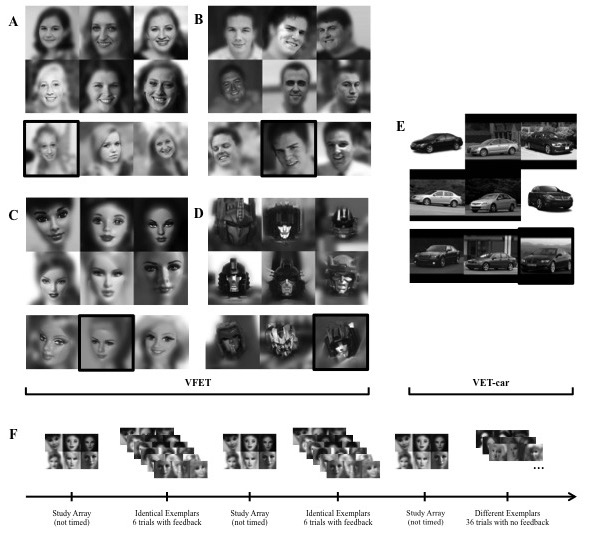 A
B
E
C
D
VFET
VET-car
F
...
Study Array
(not timed)
Identical Exemplars
6 trials with feedback
Study Array
(not timed)
Identical Exemplars
6 trials with feedback
Study Array
(not timed)
Different Exemplars
36 trials with no feedback